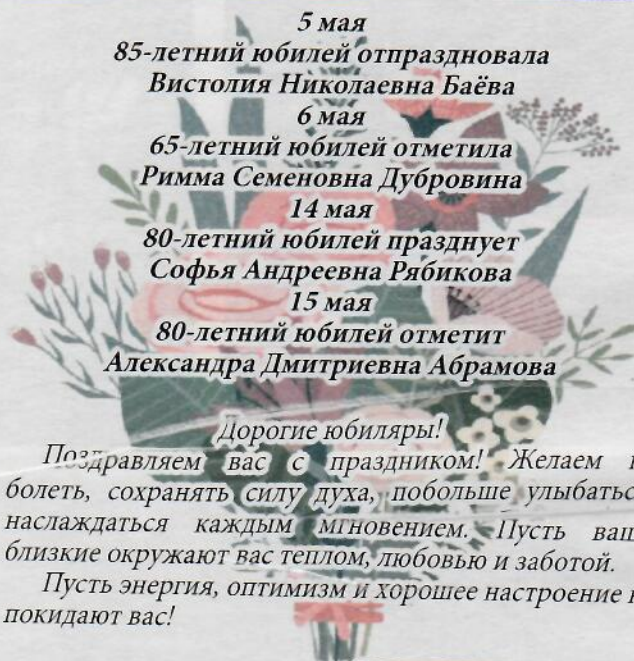 5 мая
85-летний юбилей отпраздновала
Вистолия Николаевна Баёва
6 мая
65-летний юбилей отметила
Римма Семеновна Дубровина
14 мая
80-летний юбилей празднует
Софья Андреевна Рябикова
15 мая
80-летний юбилей отметит
Александра Дмитриевна Абрамова
Дорогие юбиляры!
Поздравляем вас с праздником! Желаем
болеть, сохранять силу духа, побольше
наслаждаться каждым мгновением. Пусть
близкие окружают вас теплом, любовью и заботой.
Пусть энергия, оптимизм и хорошее настроение
покидают вас!